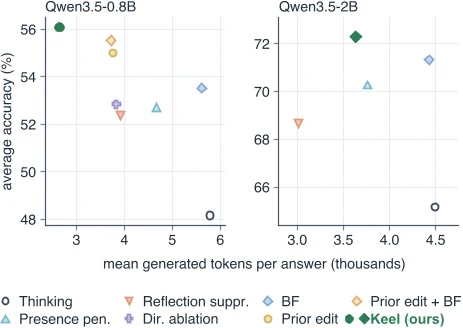 Qwen3.5-0.8B
Qwen3.5-2B
average accuracy (%)
56
54
52
50
48
3 4 5 6
72
70
68
66
3.0 3.5 4.0 4.5
mean generated tokens per answer (thousands)
Thinking Reflection suppr. BF Prior edit + BF
Presence pen. Dir. ablation Prior edit Keel (ours)